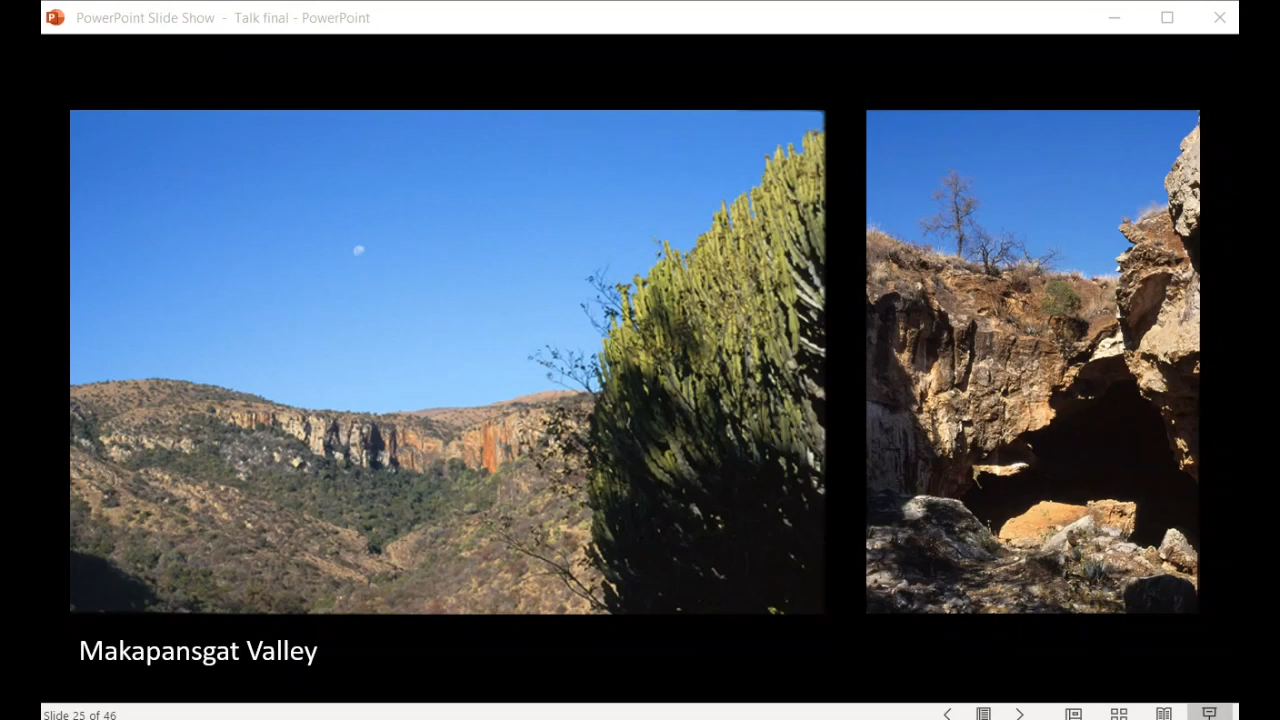 PowerPoint Slide Show - Talk final - PowerPoint
Makapansgat Valley
Slide 25 of 46